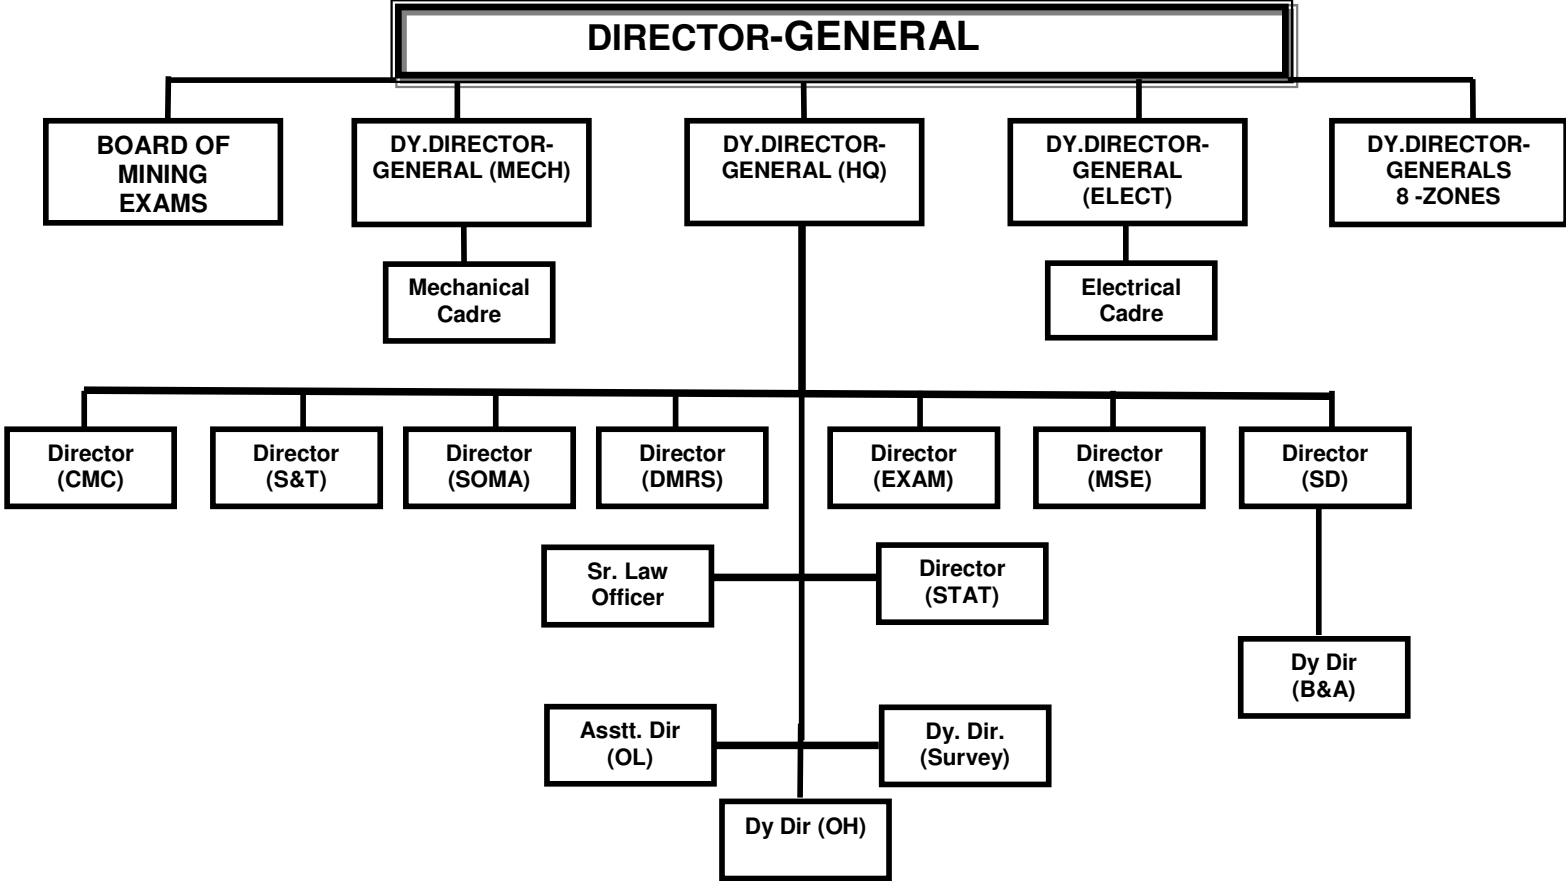 DIRECTOR-GENERAL
BOARD OF
MINING
EXAMS
DY.DIRECTOR-
GENERAL (MECH)
DY.DIRECTOR-
GENERAL (HQ)
DY.DIRECTOR-
GENERAL
(ELECT)
DY.DIRECTOR-
GENERALS
8 -ZONES
Mechanical
Cadre
Electrical
Cadre
Director
(CMC)
Director
(S&T)
Director
(SOMA)
Director
(DMRS)
Director
(EXAM)
Director
(MSE)
Director
(SD)
Sr. Law
Officer
Director
(STAT)
Dy Dir
(B&A)
Asstt. Dir
(OL)
Dy. Dir.
(Survey)
Dy Dir (OH)